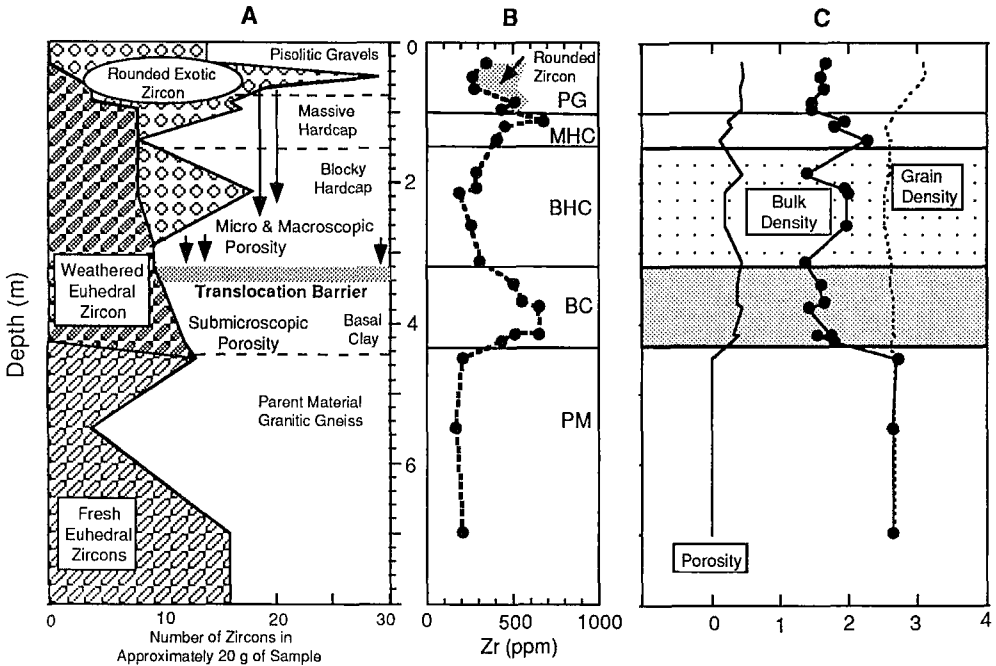 A
Pisolitic Gravels
Rounded Exotic
Zircon
Massive
Hardcap
Blocky
Hardcap
Micro & Macroscopic
Porosity
Weathered
Euhedral
Zircon
Translocation Barrier
Submicroscopic
Porosity
Basal
Clay
Parent Material
Granitic Gneiss
Fresh
Euhedral
Zircons
Depth (m)
0
2
4
6
0 10 20 30
Number of Zircons in
Approximately 20 g of Sample
B
Rounded
Zircon
PG
MHC
BHC
BC
PM
0 500 1000
Zr (ppm)
C
Grain
Density
Bulk
Density
Porosity
0 1 2 3 4